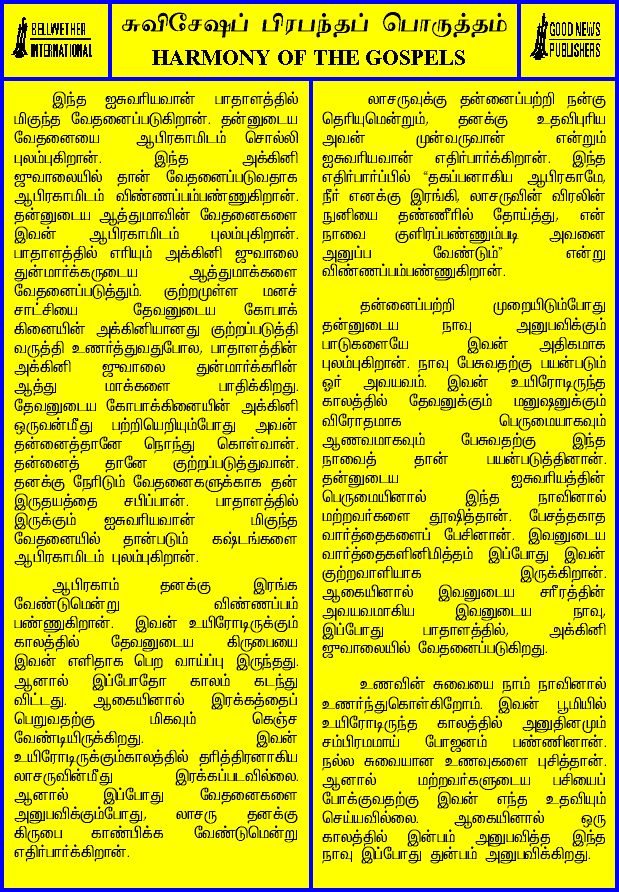 BELLWETHER
INTERNATIONAL
சுவிசேஷப் பிரபந்தப் பொருத்தம்
HARMONY OF THE GOSPELS
GOOD NEWS
PUBLISHERS
இந்த ஐசுவரியவான் பாதாளத்தில்
மிகுந்த வேதனைப்படுகிறான். தன்னுடைய
வேதனையை ஆபிரகாமிடம் சொல்லி
புலம்புகிறான். இந்த அக்கினி
ஜுவாலையில் தான் வேதனைப்படுவதாக
ஆபிரகாமிடம் விண்ணப்பம்பண்ணுகிறான்.
தன்னுடைய ஆத்துமாவின் வேதனைகளை
இவன் ஆபிரகாமிடம் புலம்புகிறான்.
பாதாளத்தில் எரியும் அக்கினி ஜுவாலை
துன்மார்க்கருடைய ஆத்துமாக்களை
வேதனைப்படுத்தும். குற்றமுள்ள மனச்
சாட்சியை தேவனுடைய கோபாக்
கினையின் அக்கினியானது குற்றப்படுத்தி
வருத்தி உணர்த்துவதுபோல, பாதாளத்தின்
அக்கினி ஜுவாலை துன்மார்க்கரின்
ஆத்து மாக்களை பாதிக்கிறது.
தேவனுடைய கோபாக்கினையின் அக்கினி
ஒருவன்மீது பற்றியெறியும்போது அவன்
தன்னைத்தானே நொந்து கொள்வான்.
தன்னைத் தானே குற்றப்படுத்துவான்.
தனக்கு நேரிடும் வேதனைகளுக்காக தன்
இருதயத்தை சபிப்பான். பாதாளத்தில்
இருக்கும் ஐசுவரியவான் மிகுந்த
வேதனையில் தான்படும் கஷ்டங்களை
ஆபிரகாமிடம் புலம்புகிறான்.
ஆபிரகாம் தனக்கு இரங்க
வேண்டுமென்று விண்ணப்பம்
பண்ணுகிறான். இவன் உயிரோடிருக்கும்
காலத்தில் தேவனுடைய கிருபையை
இவன் எளிதாக பெற வாய்ப்பு இருந்தது.
ஆனால் இப்போதோ காலம் கடந்து
விட்டது. ஆகையினால் இரக்கத்தைப்
பெறுவதற்கு மிகவும் கெஞ்ச
வேண்டியிருக்கிறது. இவன்
உயிரோடிருக்கும்காலத்தில் தரித்திரனாகிய
லாசருவின்மீது இரக்கப்படவில்லை.
ஆனால் இப்போது வேதனைகளை
அனுபவிக்கும்போது, லாசரு தனக்கு
கிருபை காண்பிக்க வேண்டுமென்று
எதிர்பார்க்கிறான்.
லாசருவுக்கு தன்னைப்பற்றி நன்கு
தெரியுமென்றும், தனக்கு உதவிபுரிய
அவன் முன்வருவான் என்றும்
ஐசுவரியவான் எதிர்பார்க்கிறான். இந்த
எதிர்பார்ப்பில் “தகப்பனாகிய ஆபிரகாமே,
நீர் எனக்கு இரங்கி, லாசருவின் விரலின்
நுனியை தண்ணீரில் தோய்த்து, என்
நாவை குளிரப்பண்ணும்படி அவனை
அனுப்ப வேண்டும்” என்று
விண்ணப்பம்பண்ணுகிறான்.
தன்னைப்பற்றி முறையிடும்போது
தன்னுடைய நாவு அனுபவிக்கும்
பாடுகளையே இவன் அதிகமாக
புலம்புகிறான். நாவு பேசுவதற்கு பயன்படும்
ஓர் அவயவம். இவன் உயிரோடிருந்த
காலத்தில் தேவனுக்கும் மனுஷனுக்கும்
விரோதமாக பெருமையாகவும்
ஆணவமாகவும் பேசுவதற்கு இந்த
நாவைத் தான் பயன்படுத்தினான்.
தன்னுடைய ஐசுவரியத்தின்
பெருமையினால் இந்த நாவினால்
மற்றவர்களை தூஷித்தான். பேசத்தகாத
வார்த்தைகளைப் பேசினான். இவனுடைய
வார்த்தைகளினிமித்தம் இப்போது இவன்
குற்றவாளியாக இருக்கிறான்.
ஆகையினால் இவனுடைய சரீரத்தின்
அவயவமாகிய இவனுடைய நாவு,
இப்போது பாதாளத்தில், அக்கினி
ஜுவாலையில் வேதனைப்படுகிறது.
உணவின் சுவையை நாம் நாவினால்
உணர்ந்துகொள்கிறோம். இவன் பூமியில்
உயிரோடிருந்த காலத்தில் அனுதினமும்
சம்பிரமமாய் போஜனம் பண்ணினான்.
நல்ல சுவையான உணவுகளை புசித்தான்.
ஆனால் மற்றவர்களுடைய பசியைப்
போக்குவதற்கு இவன் எந்த உதவியும்
செய்யவில்லை. ஆகையினால் ஒரு
காலத்தில் இன்பம் அனுபவித்த இந்த
நாவு இப்போது துன்பம் அனுபவிக்கிறது.